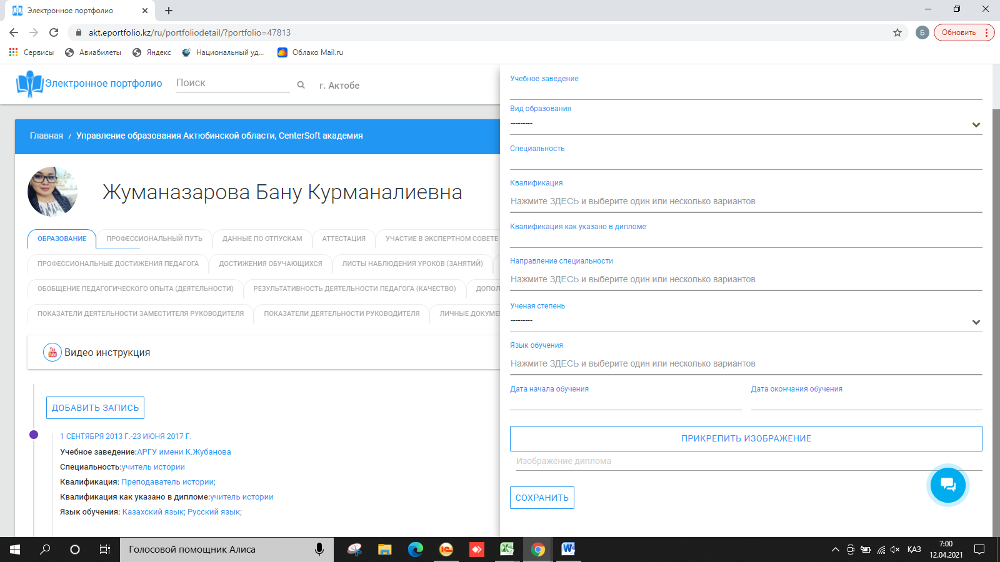 Электронное портфолио
akt.eportfolio.kz/ru/portfoliodetail/?portfolio=47813
Б
Обновить
Сервисы
Авиабилеты
Яндекс
Национальный уд...
Облако Mail.ru
Электронное портфолио
Поиск
г. Актобе
Главная / Управление образования Актюбинской области, CenterSoft академия
Жуманазарова Бану Курманалиевна
ОБРАЗОВАНИЕ
ПРОФЕССИОНАЛЬНЫЙ ПУТЬ
ДАННЫЕ ПО ОТПУСКАМ
АТТЕСТАЦИЯ
УЧАСТИЕ В ЭКСПЕРТНОМ СОВЕТЕ
ПРОФЕССИОНАЛЬНЫЕ ДОСТИЖЕНИЯ ПЕДАГОГА
ДОСТИЖЕНИЯ ОБУЧАЮЩИХСЯ
ЛИСТЫ НАБЛЮДЕНИЯ УРОКОВ (ЗАНЯТИЙ)
ОБОБЩЕНИЕ ПЕДАГОГИЧЕСКОГО ОПЫТА (ДЕЯТЕЛЬНОСТИ)
РЕЗУЛЬТАТИВНОСТЬ ДЕЯТЕЛЬНОСТИ ПЕДАГОГА (КАЧЕСТВО)
ДОПОЛ
ПОКАЗАТЕЛИ ДЕЯТЕЛЬНОСТИ ЗАМЕСТИТЕЛЯ РУКОВОДИТЕЛЯ
ПОКАЗАТЕЛИ ДЕЯТЕЛЬНОСТИ РУКОВОДИТЕЛЯ
ЛИЧНЫЕ ДОКУМЕ
You Tube
Видео инструкция
ДОБАВИТЬ ЗАПИСЬ
1 СЕНТЯБРЯ 2013 Г.-23 ИЮНЯ 2017 Г.
Учебное заведение:АРГУ имени К.Жубанова
Специальность:учитель истории
Квалификация: Преподаватель истории;
Квалификация как указано в дипломе:учитель истории
Язык обучения: Казахский язык; Русский язык;
Учебное заведение
Вид образования
---------
Специальность
Квалификация
Нажмите ЗДЕСЬ и выберите один или несколько вариантов
Квалификация как указано в дипломе
Направление специальности
Нажмите ЗДЕСЬ и выберите один или несколько вариантов
Ученая степень
---------
Язык обучения
Нажмите ЗДЕСЬ и выберите один или несколько вариантов
Дата начала обучения
Дата окончания обучения
ПРИКРЕПИТЬ ИЗОБРАЖЕНИЕ
Изображение диплома
СОХРАНИТЬ
Голосовой помощник Алиса
ҚАЗ
7:00
12.04.2021